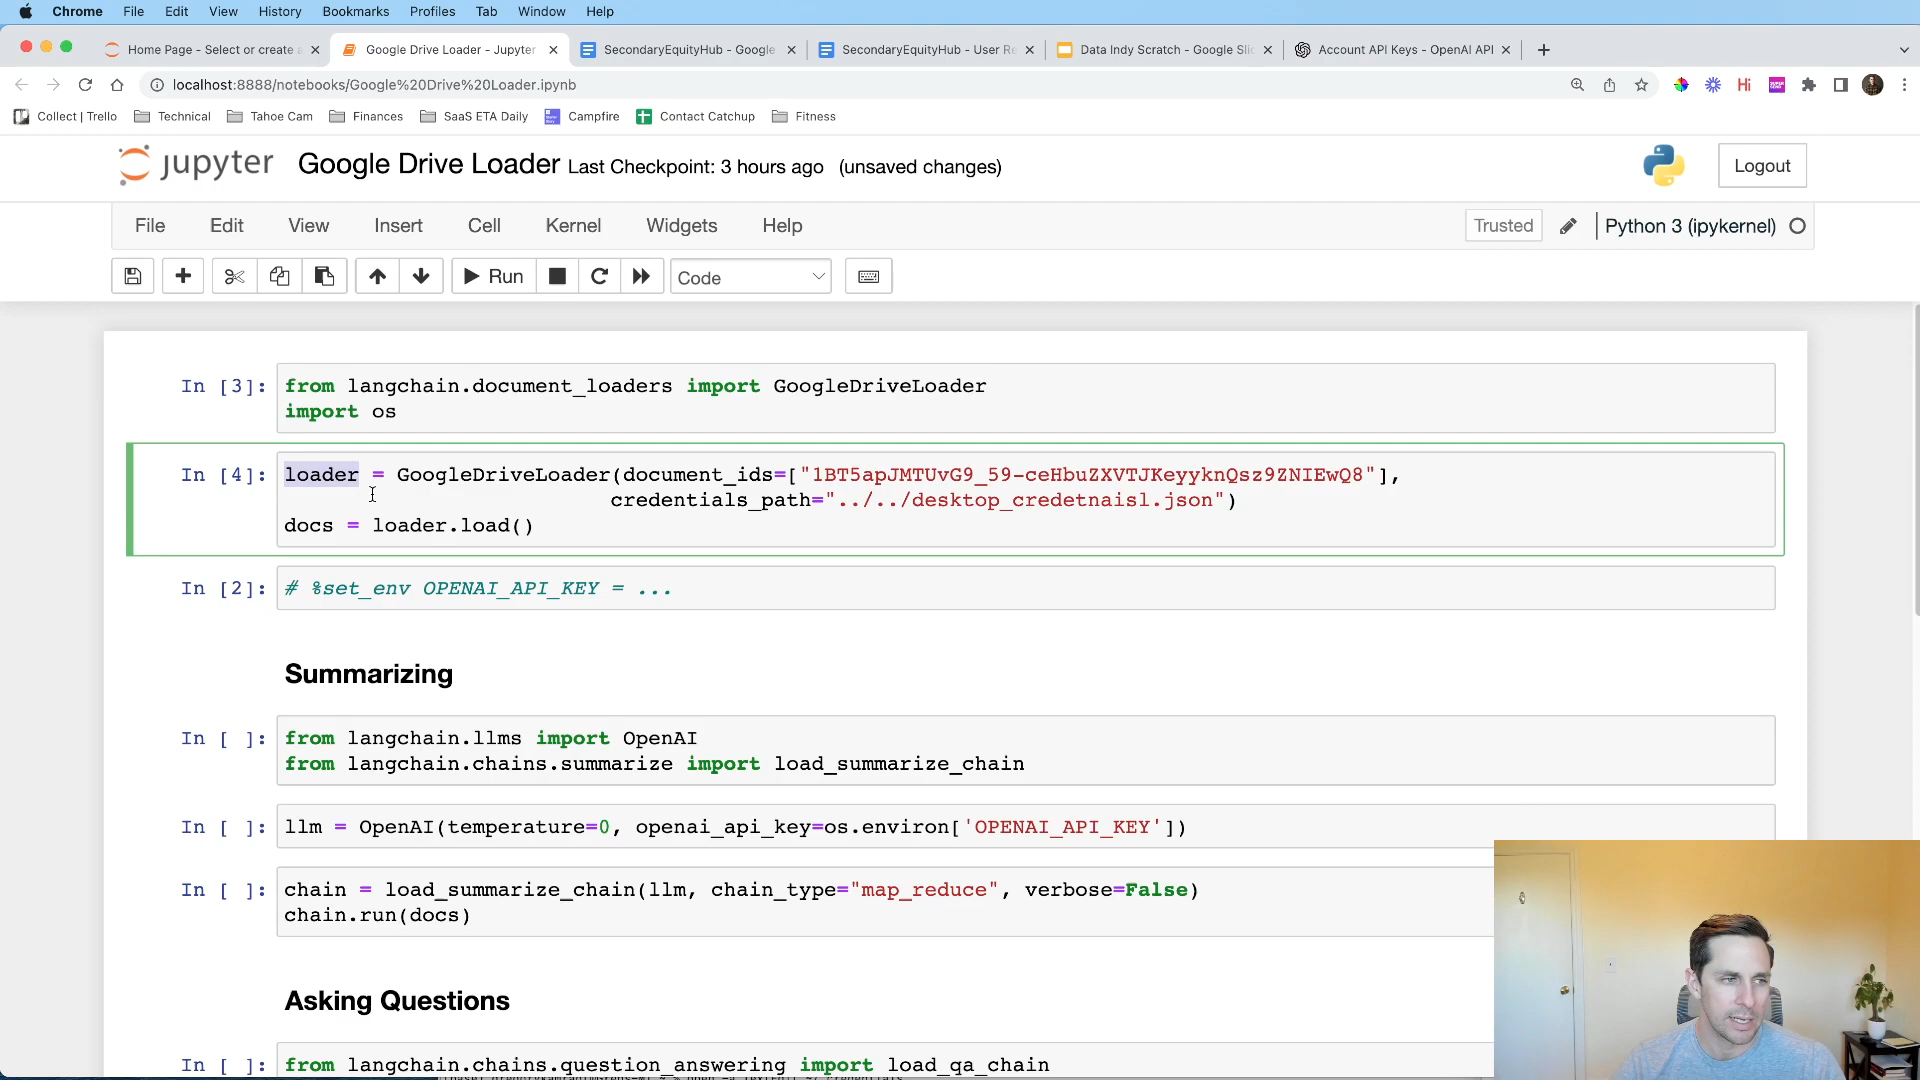 Chrome File Edit View History Bookmarks Profiles Tab Window Help
Home Page - Select or create a
Google Drive Loader - Jupyter
SecondaryEquityHub - Google
SecondaryEquityHub - User Re
Data Indy Scratch - Google Slid
Account API Keys - OpenAI API
localhost:8888/notebooks/Google%20Drive%20Loader.ipynb
Hi
Collect | Trello Technical Tahoe Cam Finances SaaS ETA Daily Campfire Contact Catchup Fitness
jupyter Google Drive Loader Last Checkpoint: 3 hours ago (unsaved changes)
Logout
File Edit View Insert Cell Kernel Widgets Help
Trusted Python 3 (ipykernel)
Run Code
In [3]: from langchain.document_loaders import GoogleDriveLoader
import os
In [4]: loader = GoogleDriveLoader(document_ids=["1BT5apJMTUvG9_59-ceHbuZXVTJKeyyknQsz9ZNIEwQ8"],
credentials_path="../../desktop_credetnaisl.json")
docs = loader.load()
In [2]: # %set_env OPENAI_API_KEY = ...
Summarizing
In [ ]: from langchain.llms import OpenAI
from langchain.chains.summarize import load_summarize_chain
In [ ]: llm = OpenAI(temperature=0, openai_api_key=os.environ['OPENAI_API_KEY'])
In [ ]: chain = load_summarize_chain(llm, chain_type="map_reduce", verbose=False)
chain.run(docs)
Asking Questions
In [ ]: from langchain.chains.question_answering import load_qa_chain